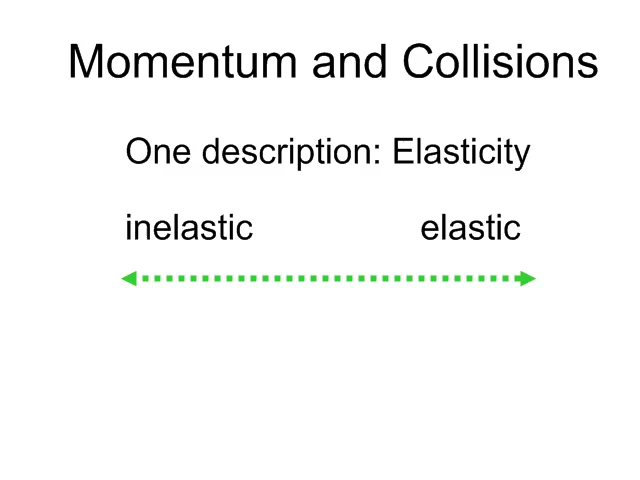 Momentum and Collisions
One description: Elasticity
inelastic elastic